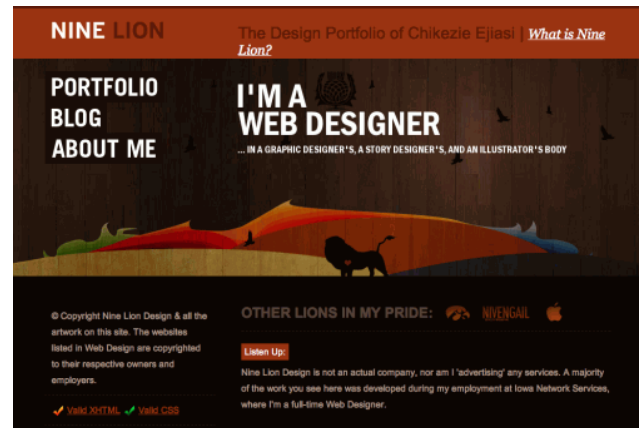 NINE LION
The Design Portfolio of Chikezie Ejiasi | What is Nine
Lion?
PORTFOLIO
BLOG
ABOUT ME
I'M A
WEB DESIGNER
... IN A GRAPHIC DESIGNER'S, A STORY DESIGNER'S, AND AN ILLUSTRATOR'S BODY
© Copyright Nine Lion Design & all the
artwork on this site. The websites
listed in Web Design are copyrighted
to their respective owners and
employers.
Valid XHTML Valid CSS
OTHER LIONS IN MY PRIDE: NIVENGAIL
Listen Up:
Nine Lion Design is not an actual company, nor am I 'advertising' any services. A majority
of the work you see here was developed during my employment at Iowa Network Services,
where I'm a full-time Web Designer.